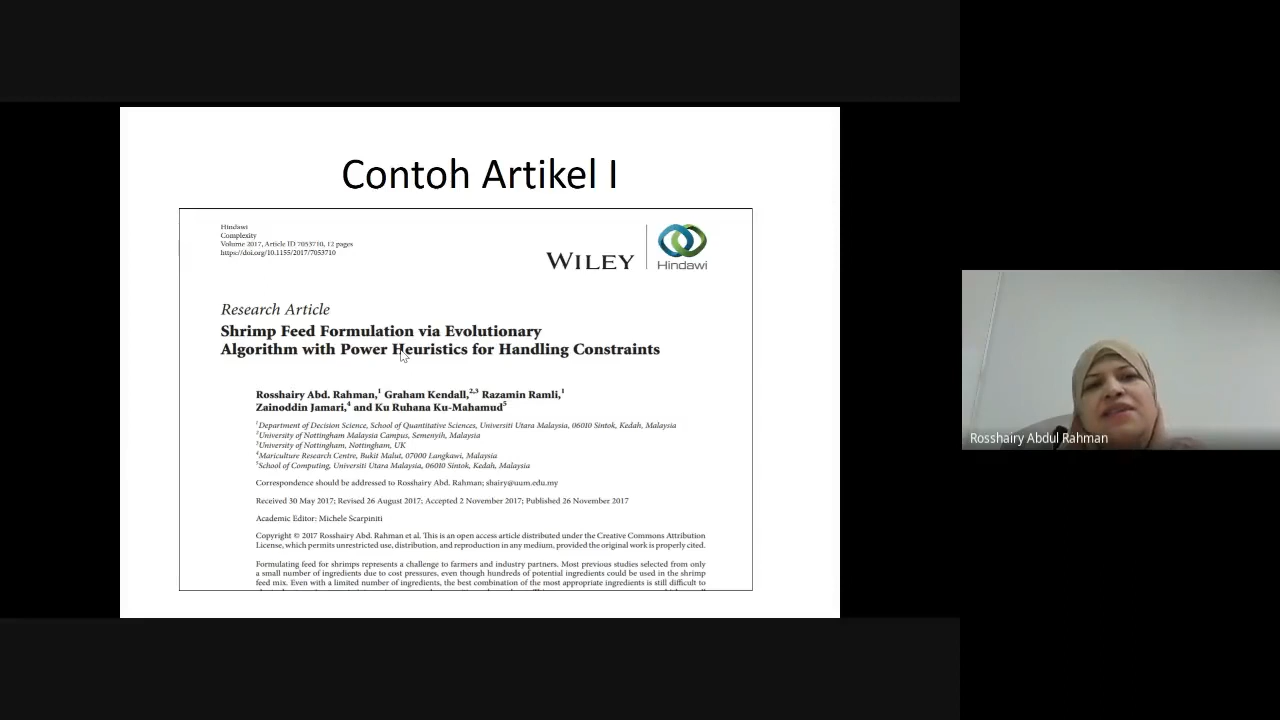 Contoh Artikel I
Hindawi
Complexity
Volume 2017, Article ID 7053710, 12 pages
https://doi.org/10.1155/2017/7053710
WILEY
Hindawi
Research Article
Shrimp Feed Formulation via Evolutionary
Algorithm with Power Heuristics for Handling Constraints
Rosshairy Abd. Rahman,1 Graham Kendall,2,3 Razamin Ramli,1
Zainoddin Jamari,4 and Ku Ruhana Ku-Mahamud5
1Department of Decision Science, School of Quantitative Sciences, Universiti Utara Malaysia, 06010 Sintok, Kedah, Malaysia
2University of Nottingham Malaysia Campus, Semenyih, Malaysia
3University of Nottingham, Nottingham, UK
4Mariculture Research Centre, Bukit Malut, 07000 Langkawi, Malaysia
5School of Computing, Universiti Utara Malaysia, 06010 Sintok, Kedah, Malaysia
Correspondence should be addressed to Rosshairy Abd. Rahman; shairy@uum.edu.my
Received 30 May 2017; Revised 26 August 2017; Accepted 2 November 2017; Published 26 November 2017
Academic Editor: Michele Scarpiniti
Copyright © 2017 Rosshairy Abd. Rahman et al. This is an open access article distributed under the Creative Commons Attribution
License, which permits unrestricted use, distribution, and reproduction in any medium, provided the original work is properly cited.
Formulating feed for shrimps represents a challenge to farmers and industry partners. Most previous studies selected from only
a small number of ingredients due to cost pressures, even though hundreds of potential ingredients could be used in the shrimp
feed mix. Even with a limited number of ingredients, the best combination of the most appropriate ingredients is still difficult to
Rosshairy Abdul Rahman